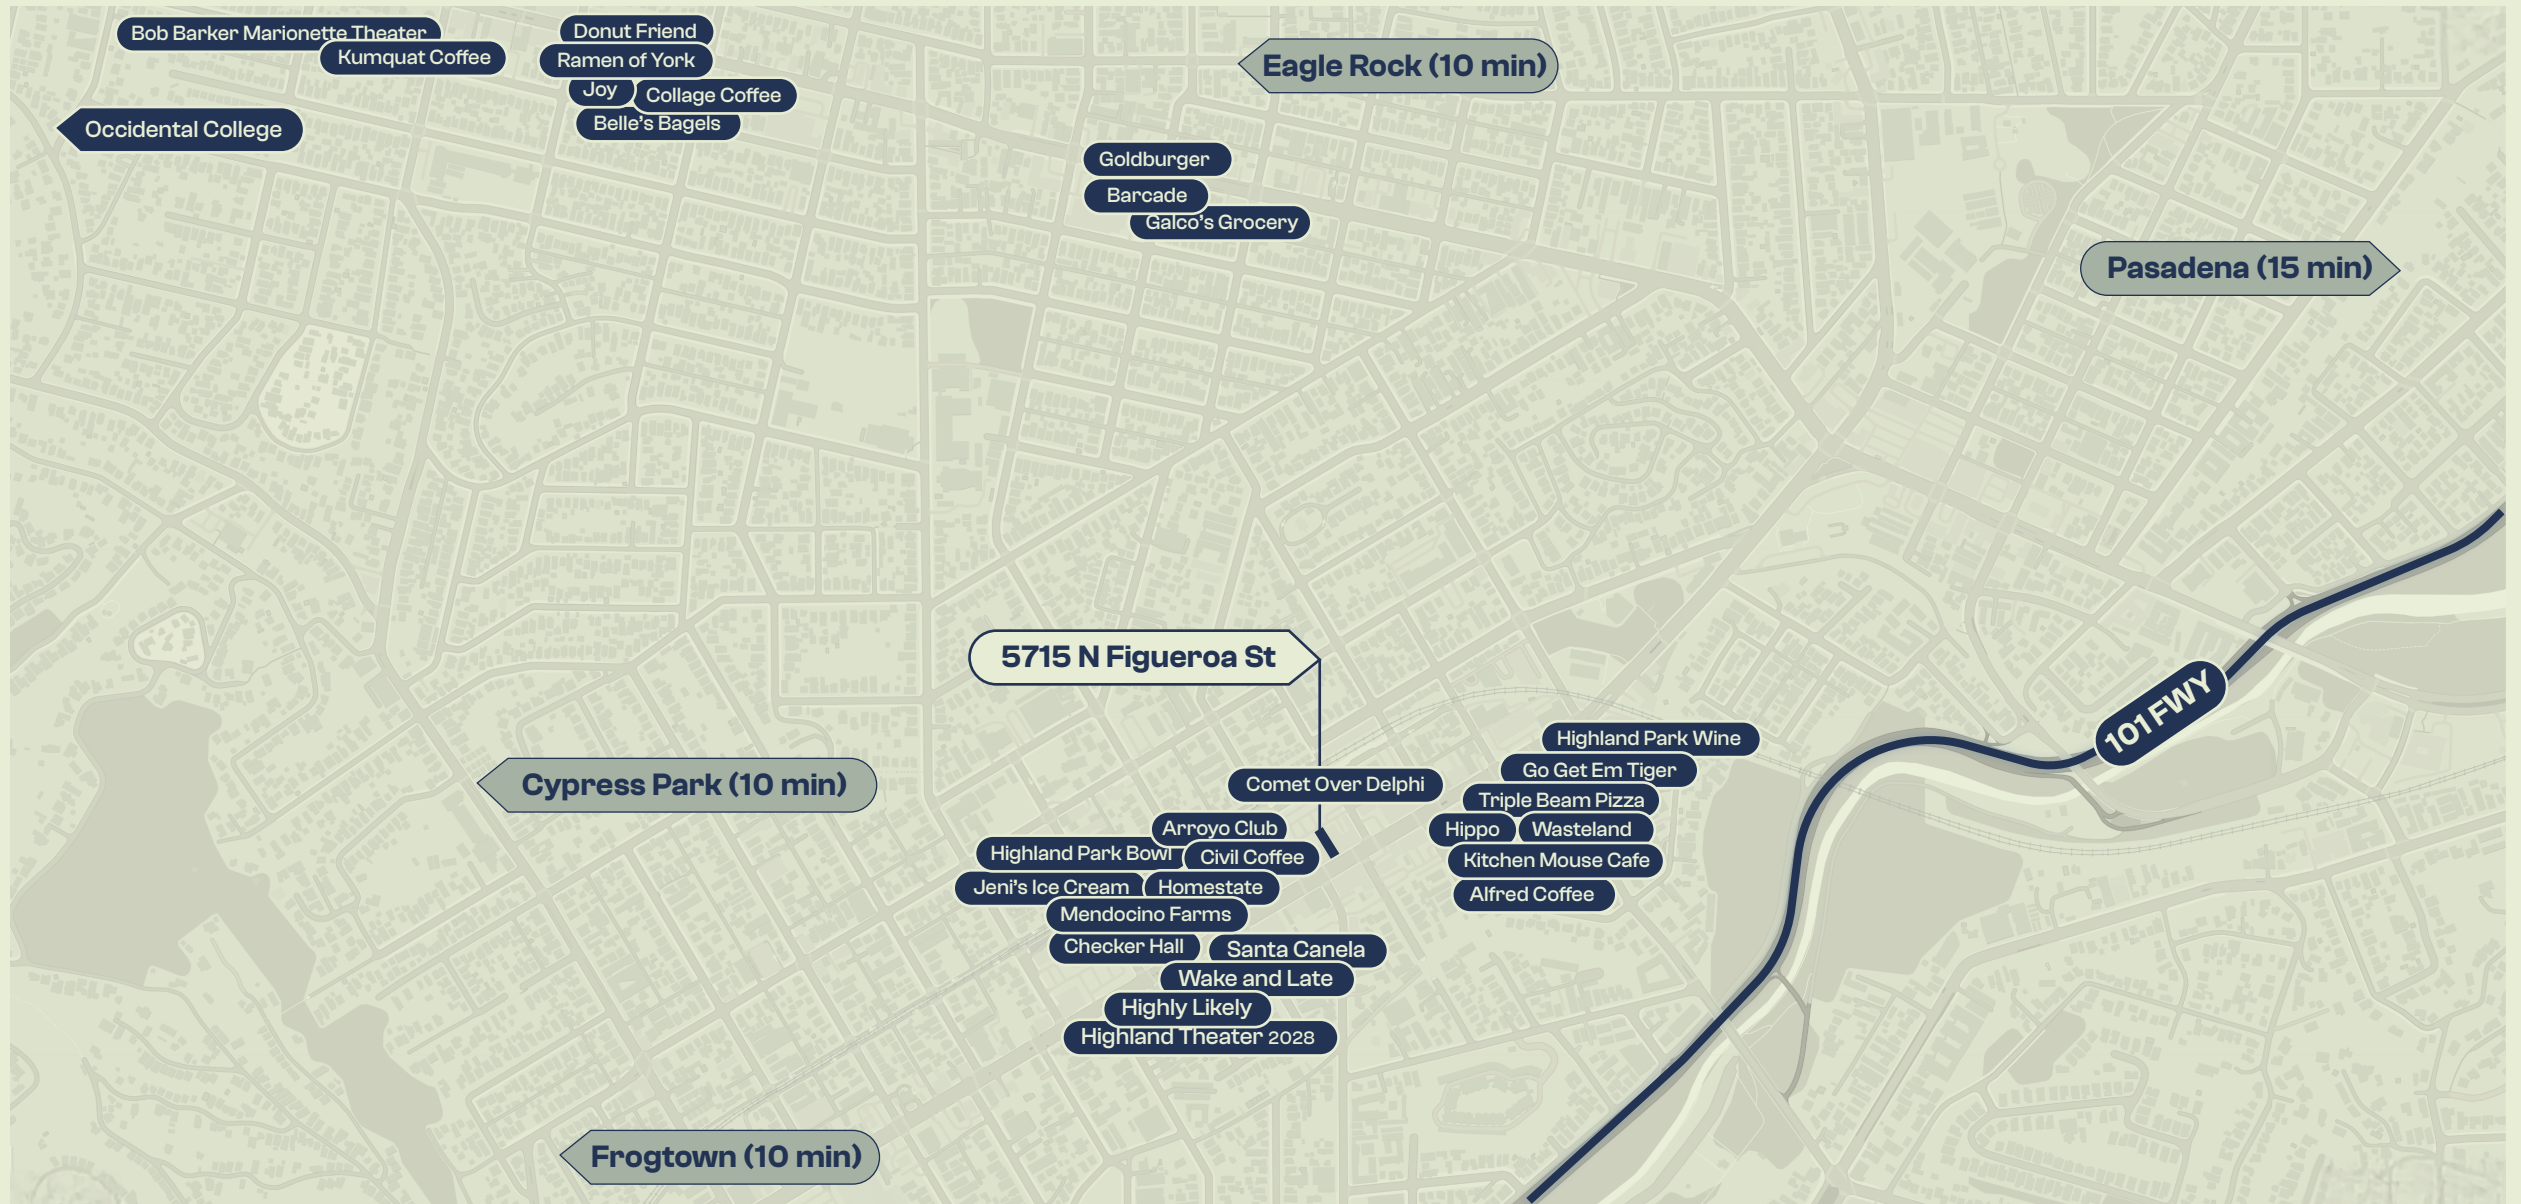 Bob Barker Marionette Theater
Kumquat Coffee
Donut Friend
Ramen of York
Joy
Collage Coffee
Belle's Bagels
Occidental College
Eagle Rock (10 min)
Goldburger
Barcade
Galco's Grocery
Pasadena (15 min)
5715 N Figueroa St
101 FWY
Cypress Park (10 min)
Comet Over Delphi
Highland Park Wine
Go Get Em Tiger
Triple Beam Pizza
Hippo
Wasteland
Kitchen Mouse Cafe
Alfred Coffee
Arroyo Club
Highland Park Bowl
Civil Coffee
Jeni's Ice Cream
Homestate
Mendocino Farms
Checker Hall
Santa Canela
Wake and Late
Highly Likely
Highland Theater 2028
Frogtown (10 min)